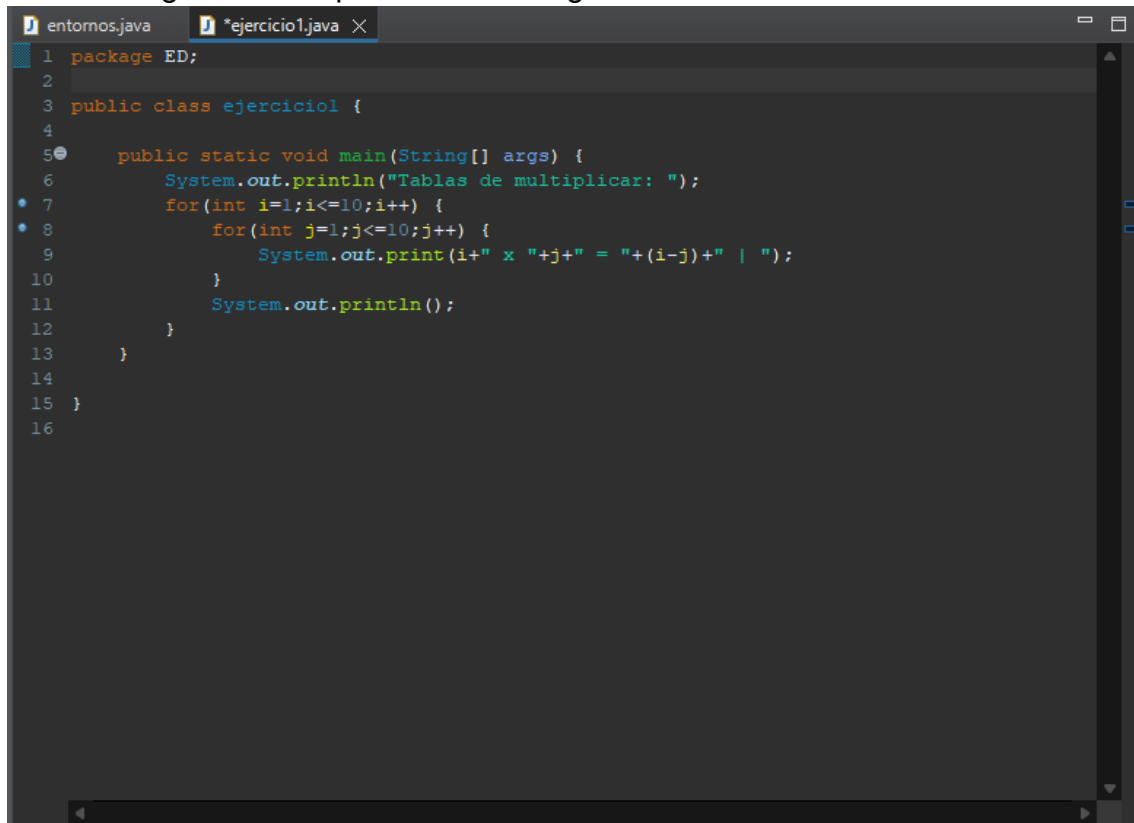 entornos.java *ejercicio1.java
1 package ED;
2
3 public class ejercicio1 {
4
5 public static void main(String[] args) {
6 System.out.println("Tablas de multiplicar: ");
7 for(int i=1;i<=10;i++) {
8 for(int j=1;j<=10;j++) {
9 System.out.print(i+" x "+j+" = "+(i-j)+" | ");
10 }
11 System.out.println();
12 }
13 }
14
15 }
16